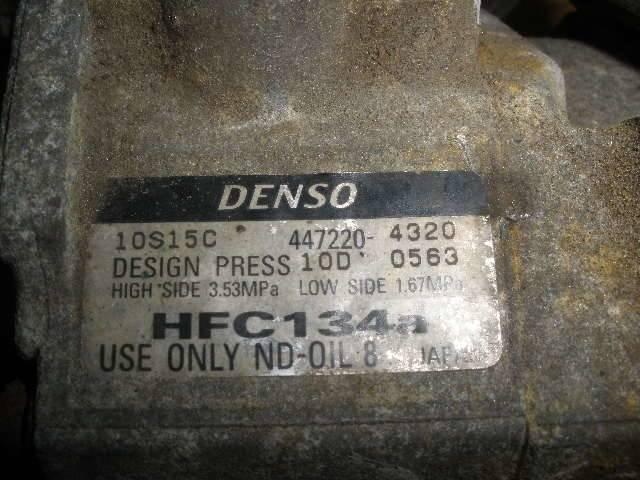 DENSO
10S15C 447220-4320
DESIGN PRESS 10D 0563
HIGH SIDE 3.53MPa LOW SIDE 1.67MPa
HFC134a
USE ONLY ND-OIL 8 JAPAN